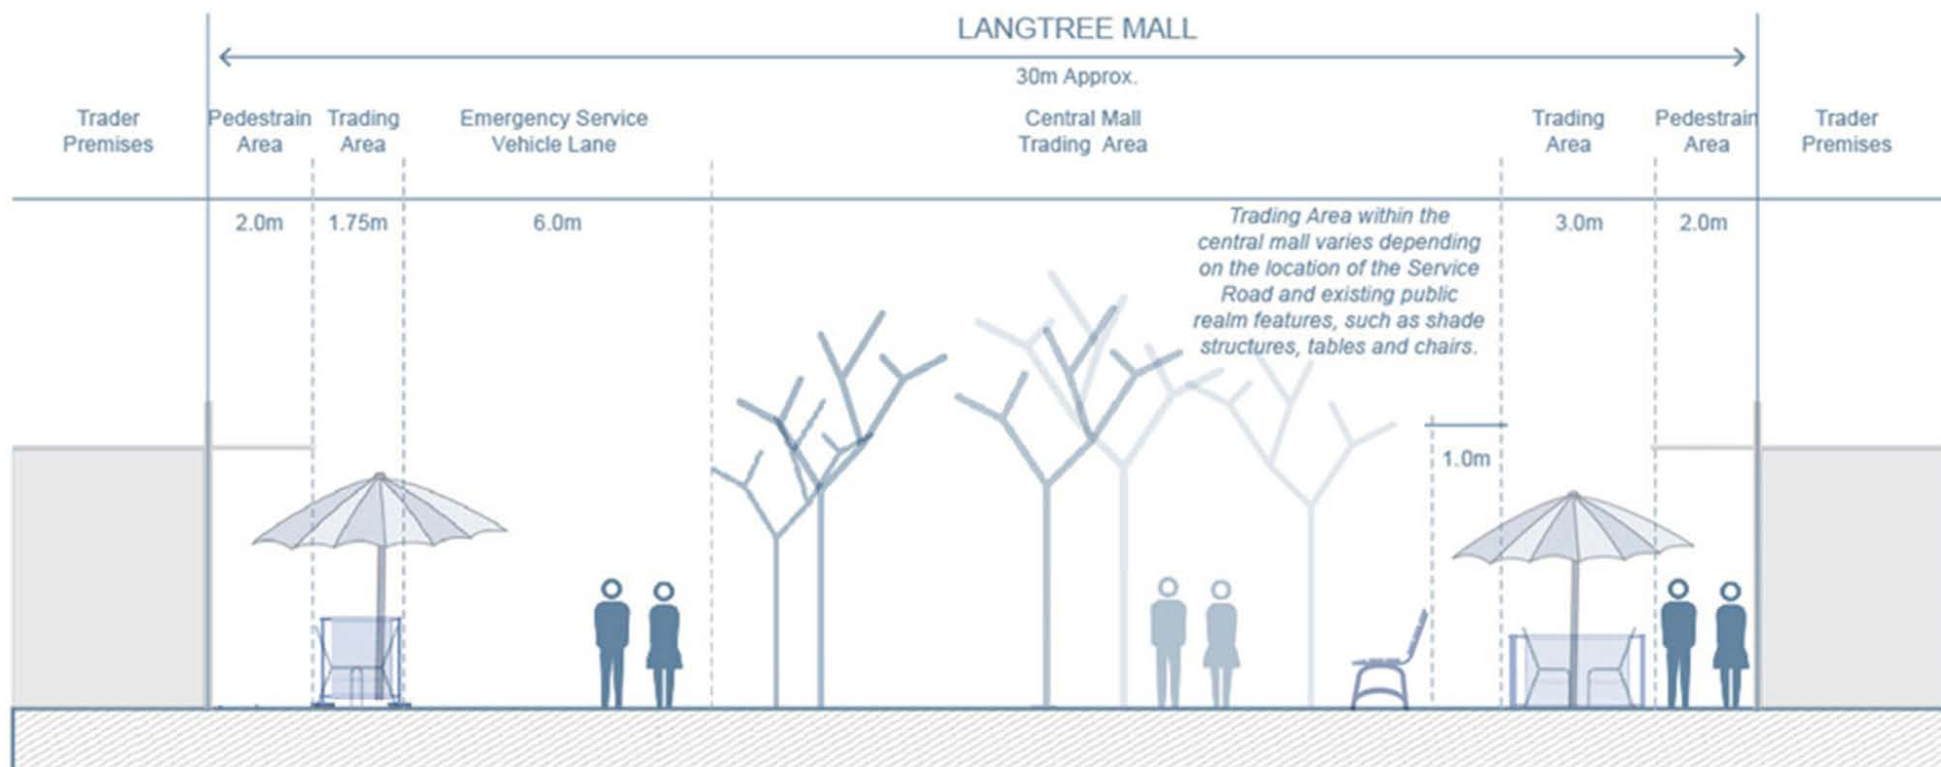 LANGTREE MALL
30m Approx.
Trader
Premises
Pedestrain
Area
Trading
Area
Emergency Service
Vehicle Lane
Central Mall
Trading Area
Trading
Area
Pedestrain
Area
Trader
Premises
2.0m
1.75m
6.0m
Trading Area within the
central mall varies depending
on the location of the Service
Road and existing public
realm features, such as shade
structures, tables and chairs.
3.0m
2.0m
1.0m